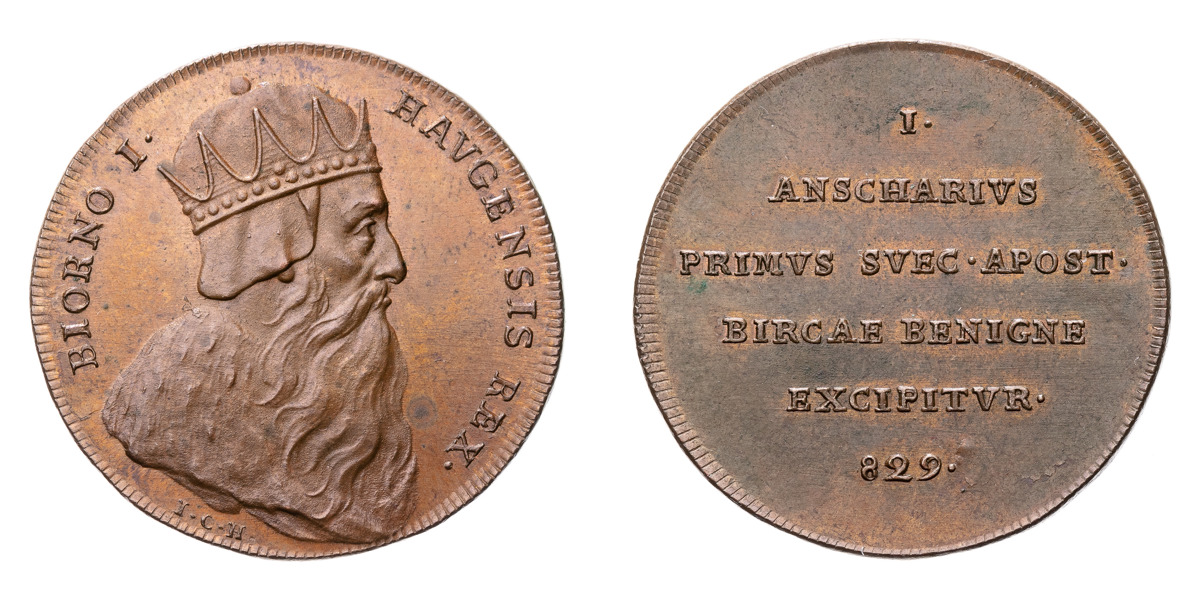 BIORNO I. HAVGENSIS REX.
I·C·H.
I.
ANSCHARIVS
PRIMVS SVEC·APOST·
BIRCAE BENIGNE
EXCIPITVR·
829·